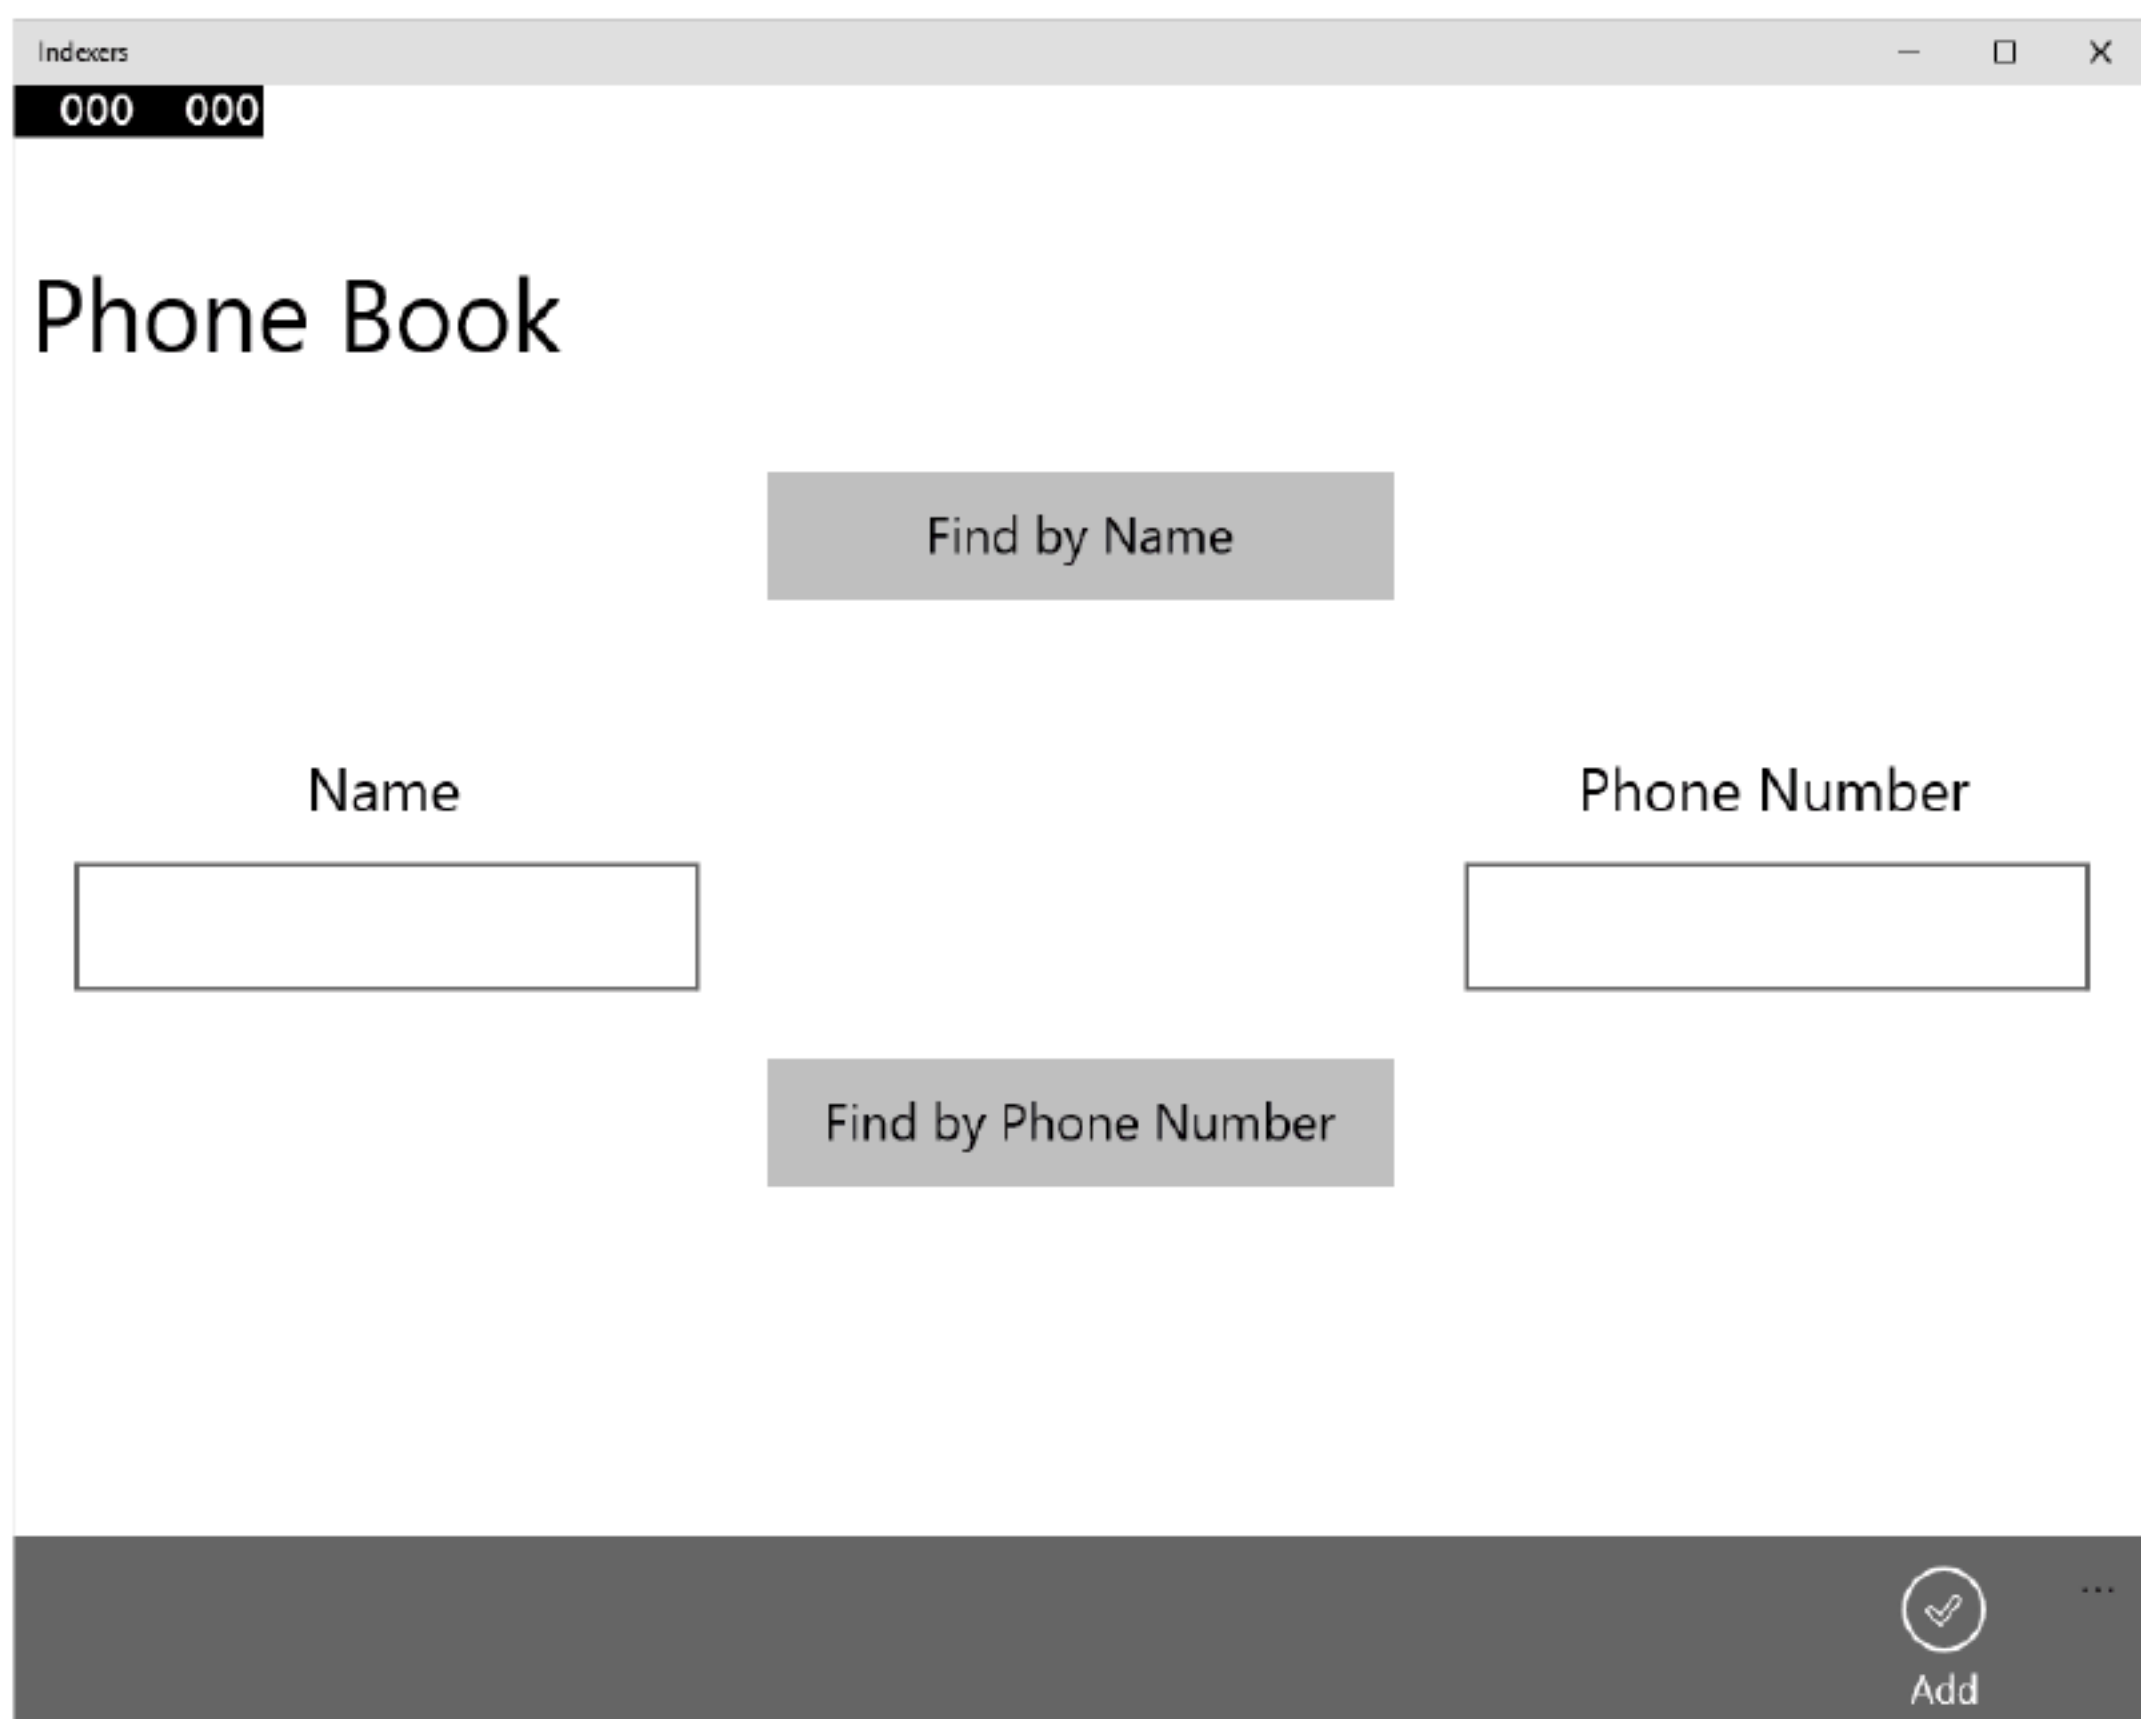 Indexers
000 000
Phone Book
Find by Name
Name
Phone Number
Find by Phone Number
...
Add